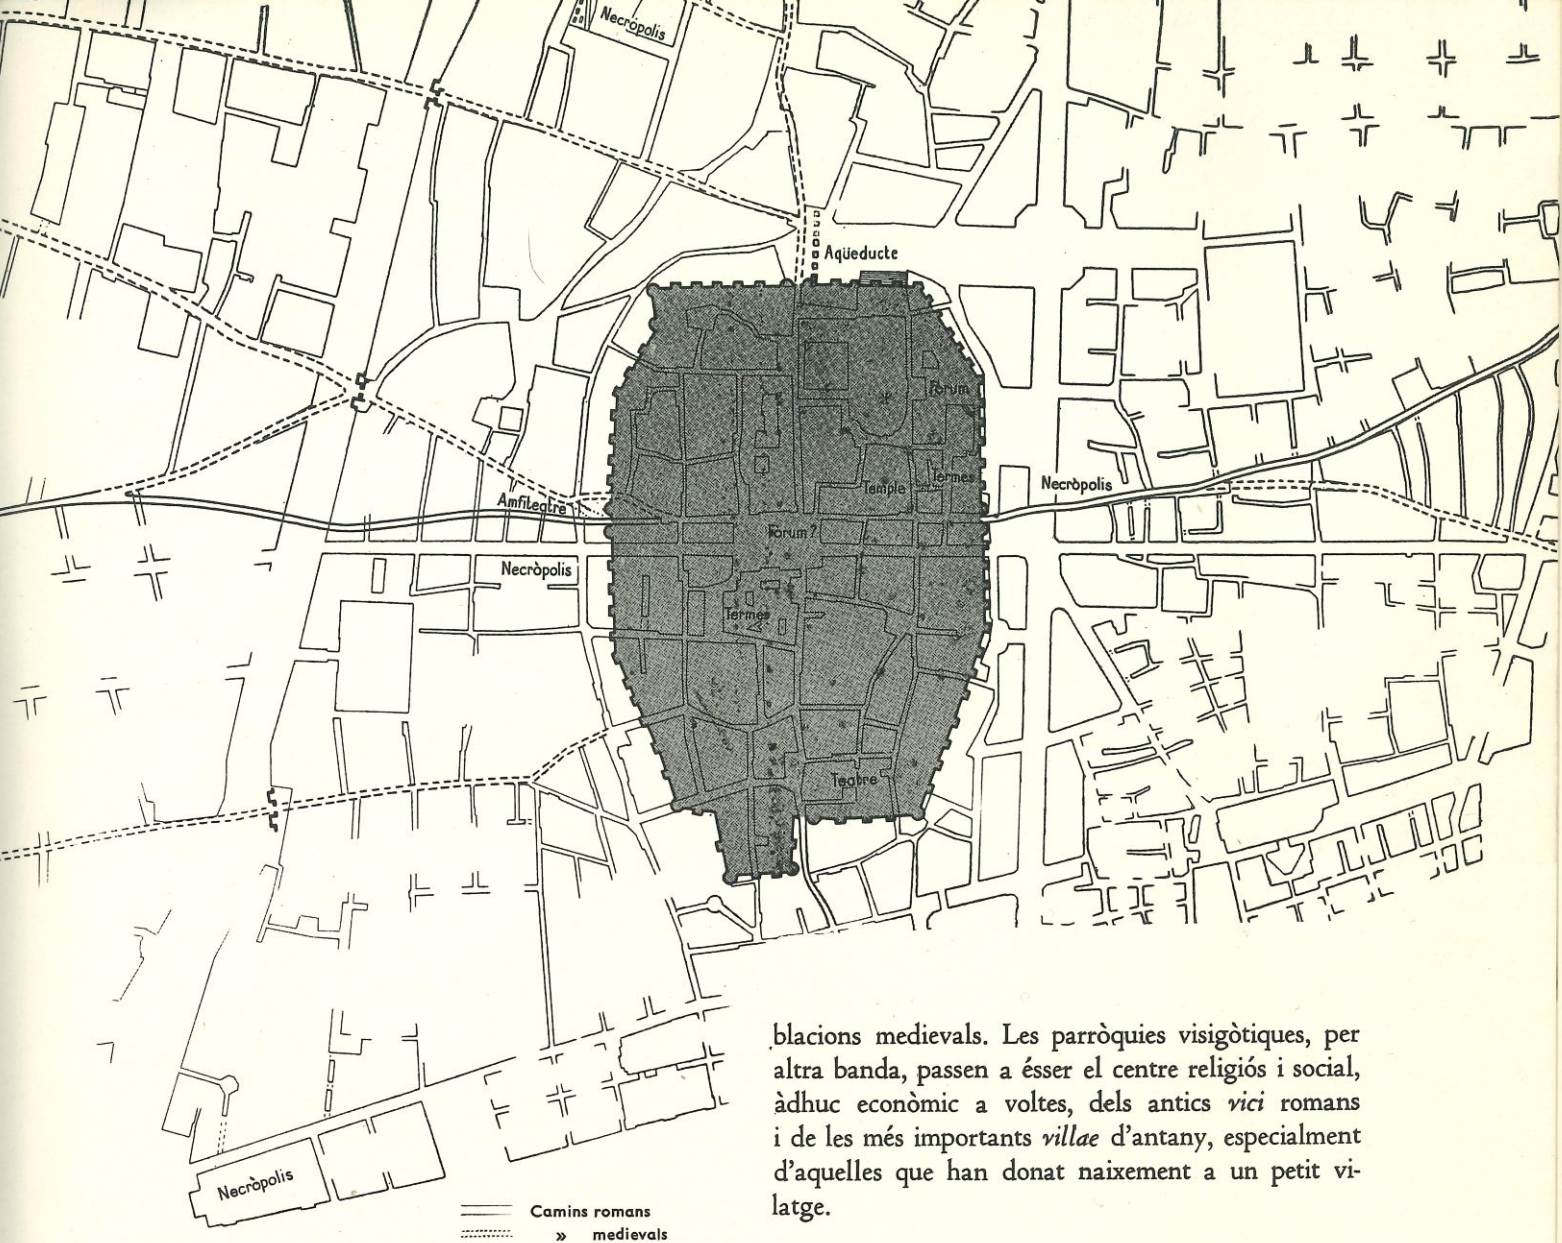 Necròpolis
Aqüeducte
Fòrum
Necròpolis
Termes
Temple
Amfiteatre
Fòrum?
Necròpolis
Termes
Teatre
blacions medievals. Les parròquies visigòtiques, per
altra banda, passen a ésser el centre religiós i social,
àdhuc econòmic a voltes, dels antics vici romans
i de les més importants villae d’antany, especialment
d’aquelles que han donat naixement a un petit vi-
latge.
Necròpolis
Camins romans
» medievals